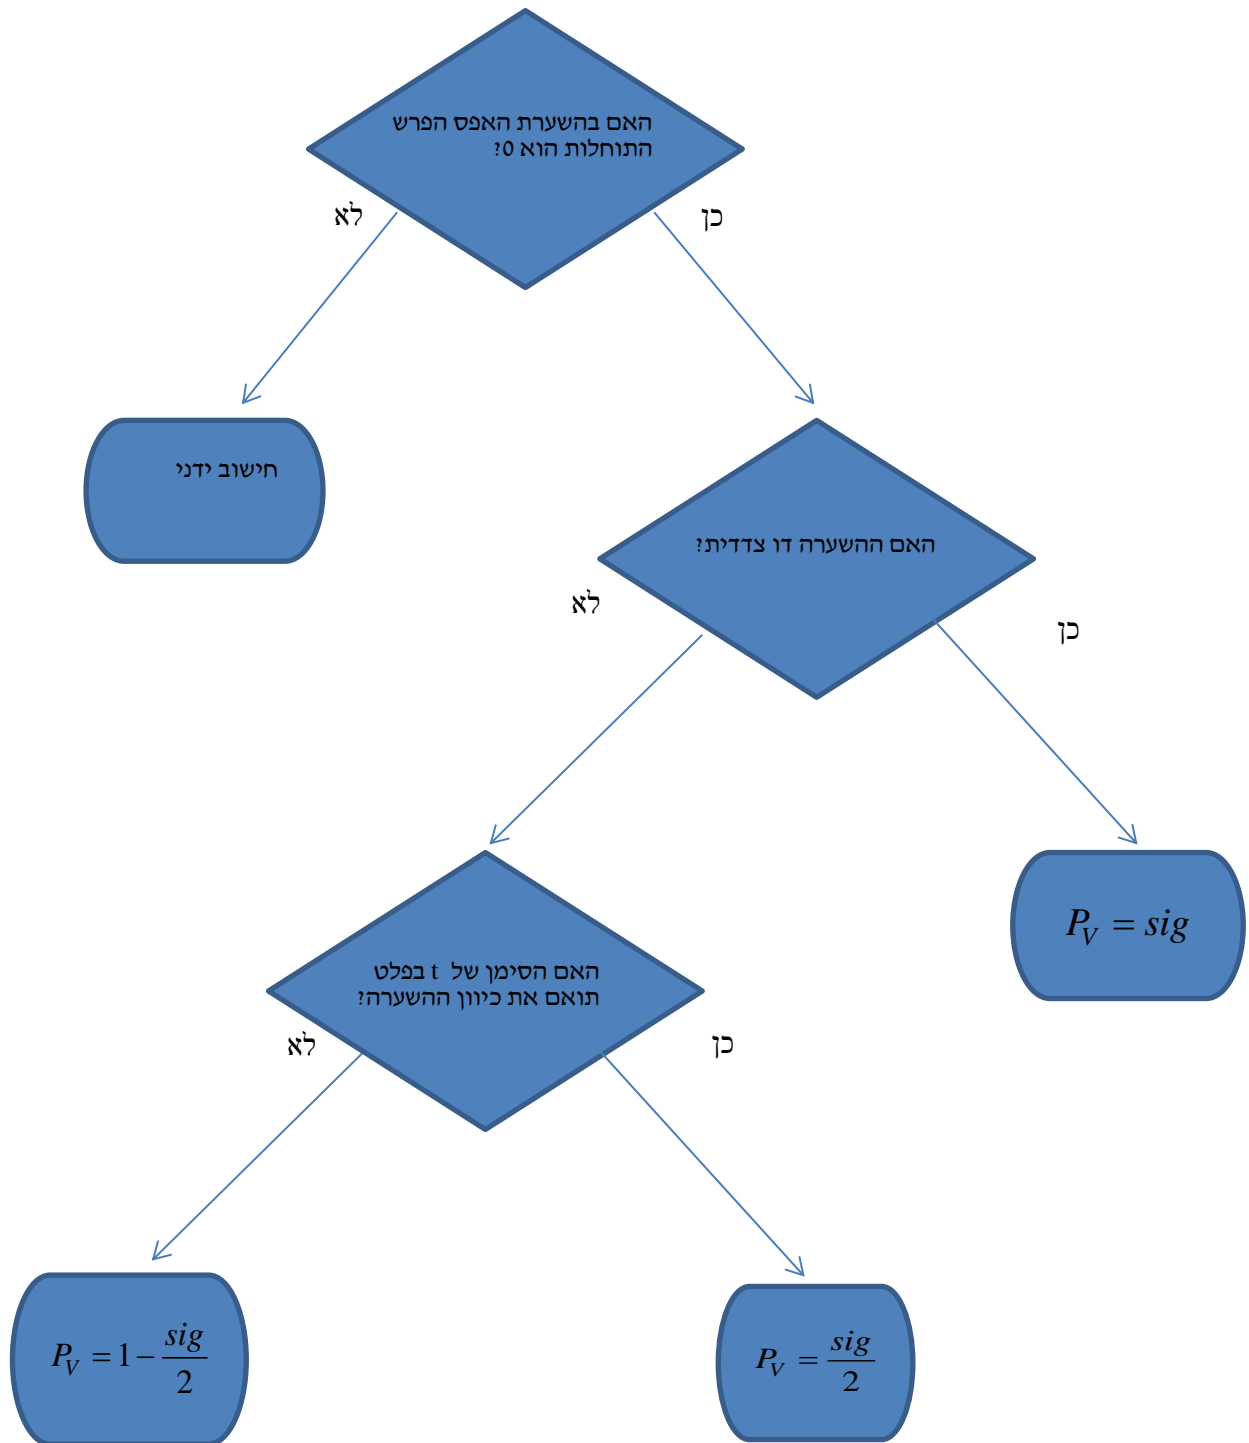 האם בהשערת האפס הפרש
התוחלות הוא 0?
כן
לא
חישוב ידני
האם ההשערה דו צדדית?
לא
כן
P_V = sig
האם הסימן של t בפלט
תואם את כיוון ההשערה?
כן
לא
P_V = sig/2
P_V = 1 - sig/2